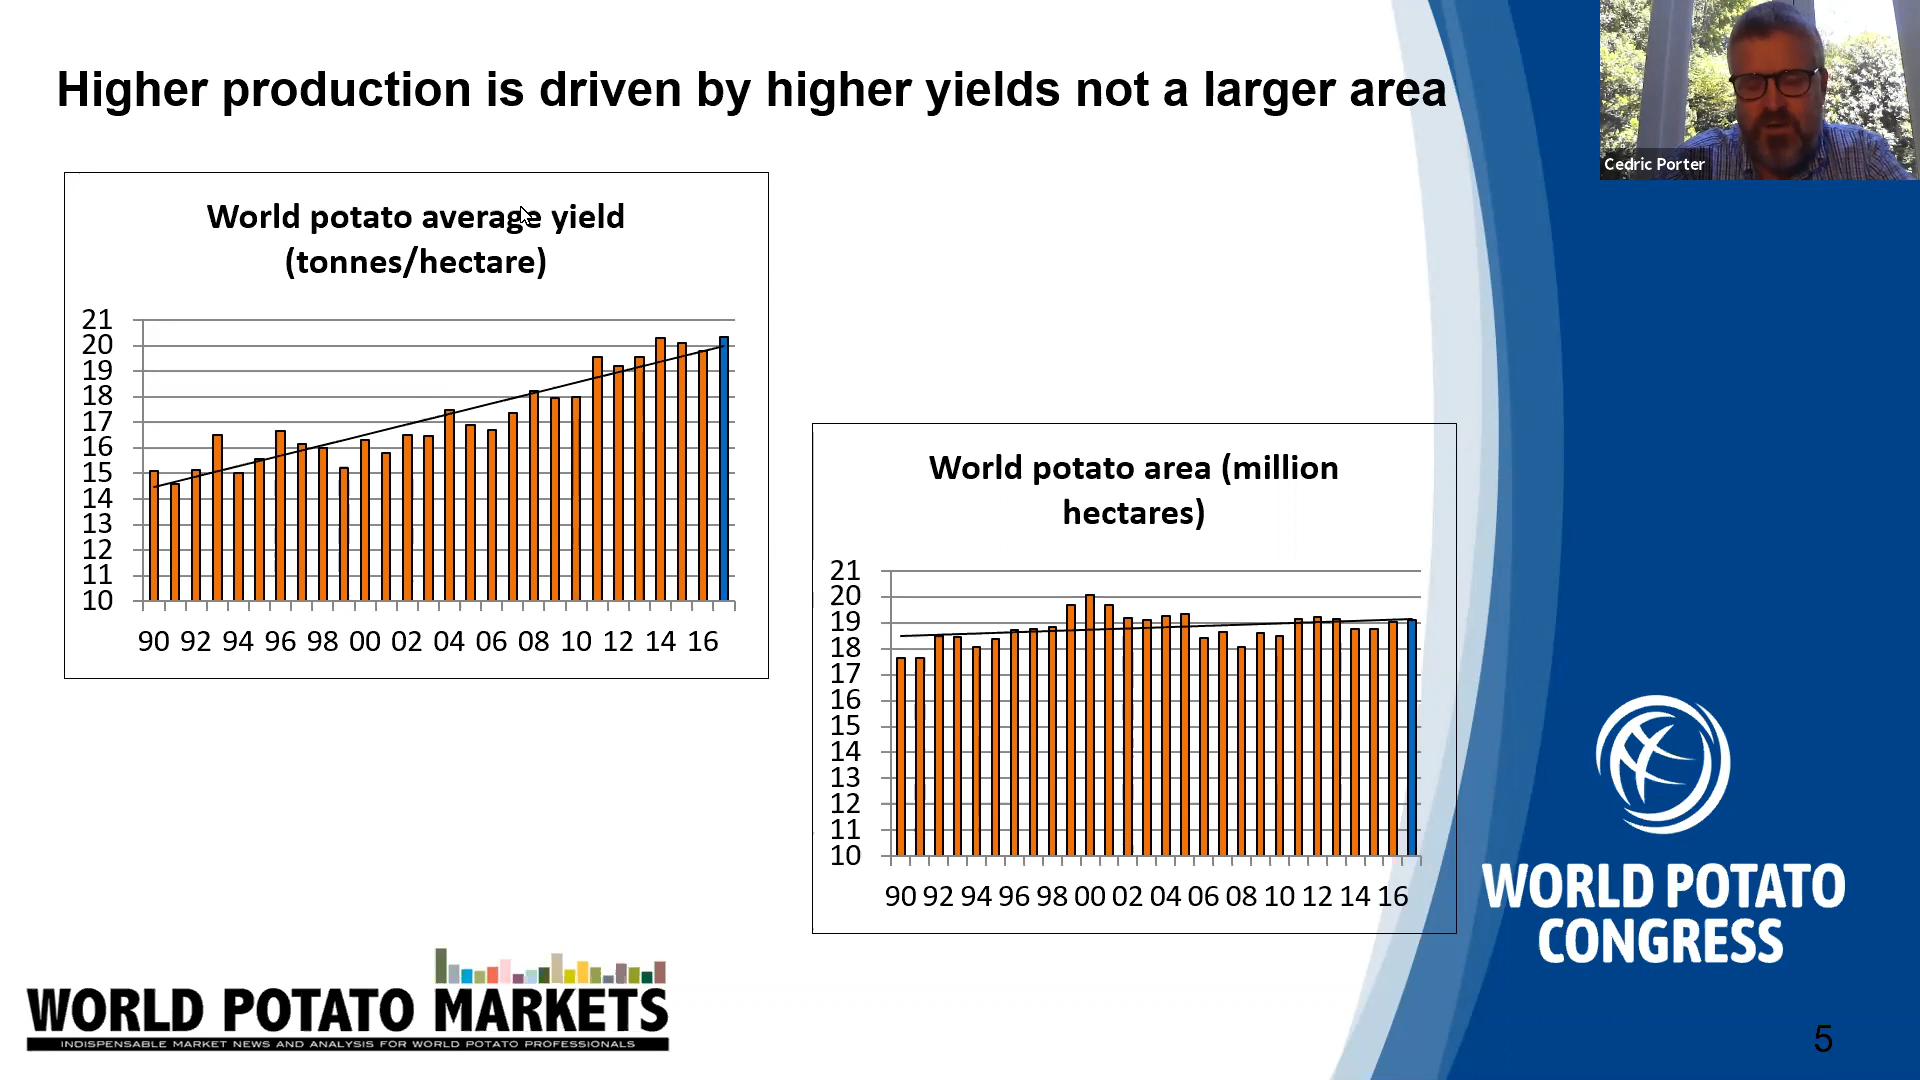 Higher production is driven by higher yields not a larger area
Cedric Porter
World potato average yield
(tonnes/hectare)
21
20
19
18
17
16
15
14
13
12
11
10
90 92 94 96 98 00 02 04 06 08 10 12 14 16
World potato area (million
hectares)
21
20
19
18
17
16
15
14
13
12
11
10
90 92 94 96 98 00 02 04 06 08 10 12 14 16
WORLD POTATO
CONGRESS
WORLD POTATO MARKETS
INDISPENSABLE MARKET NEWS AND ANALYSIS FOR WORLD POTATO PROFESSIONALS
5